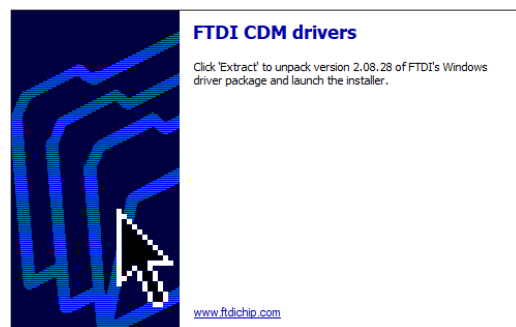 FTDI CDM drivers
Click 'Extract' to unpack version 2.08.28 of FTDI's Windows
driver package and launch the installer.
www.ftdichip.com